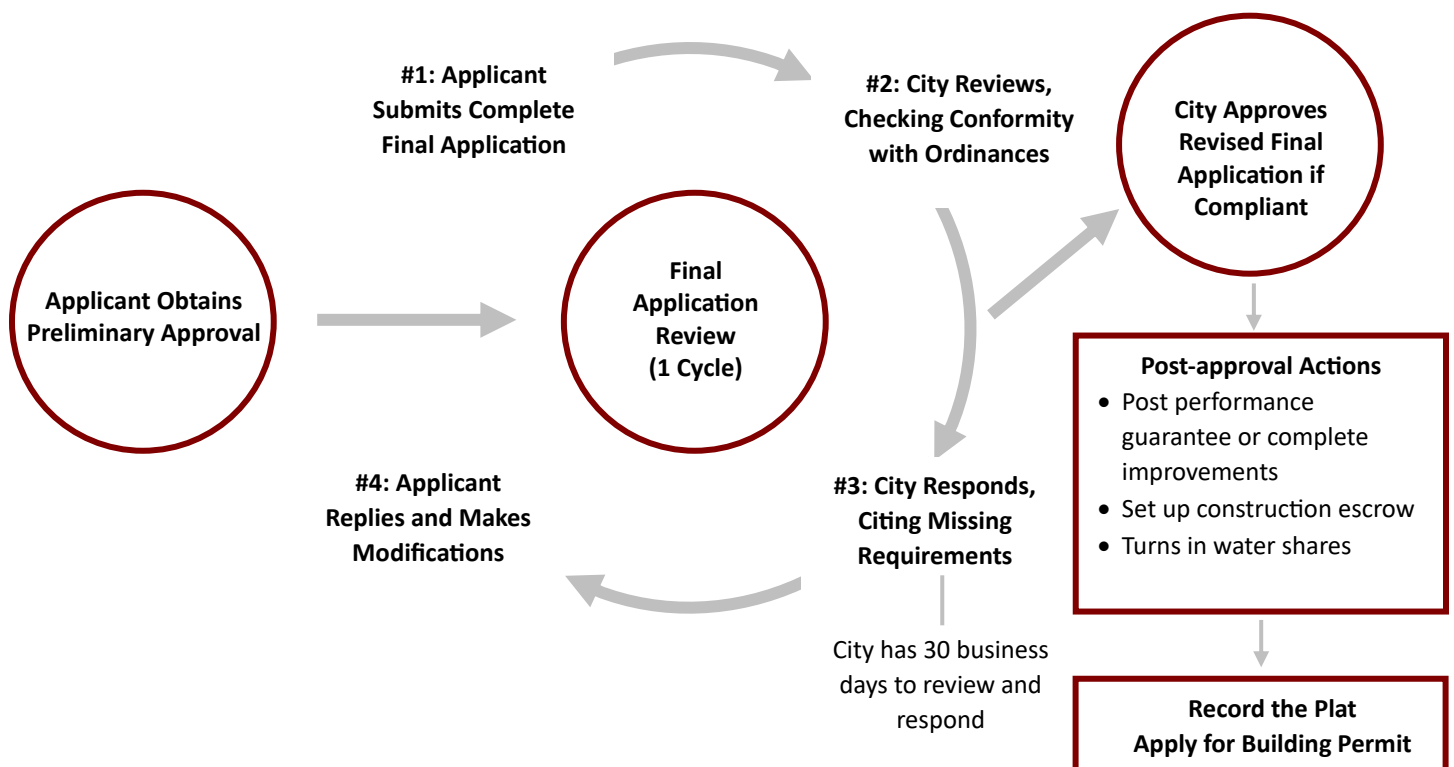 Applicant Obtains
Preliminary Approval
#1: Applicant
Submits Complete
Final Application
#2: City Reviews,
Checking Conformity
with Ordinances
Final
Application
Review
(1 Cycle)
#3: City Responds,
Citing Missing
Requirements
City has 30 business
days to review and
respond
#4: Applicant
Replies and Makes
Modifications
City Approves
Revised Final
Application if
Compliant
Post-approval Actions
• Post performance
guarantee or complete
improvements
• Set up construction escrow
• Turns in water shares
Record the Plat
Apply for Building Permit